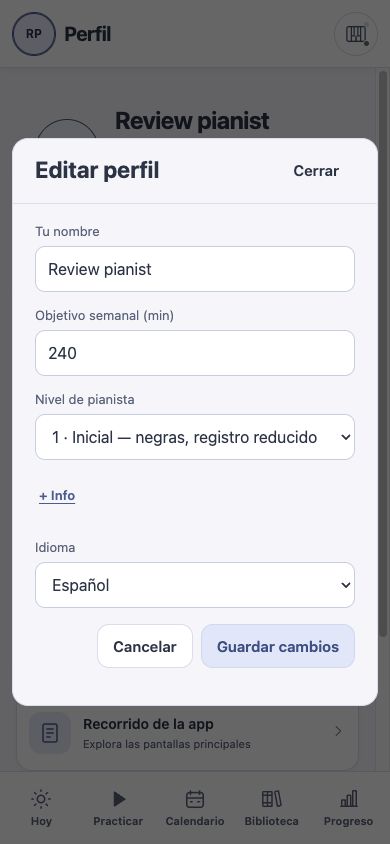 RP Perfil
Review pianist
Editar perfil Cerrar
Tu nombre
Review pianist
Objetivo semanal (min)
240
Nivel de pianista
1 · Inicial — negras, registro reducido
+ Info
Idioma
Español
Cancelar Guardar cambios
Recorrido de la app
Explora las pantallas principales
Hoy Practicar Calendario Biblioteca Progreso